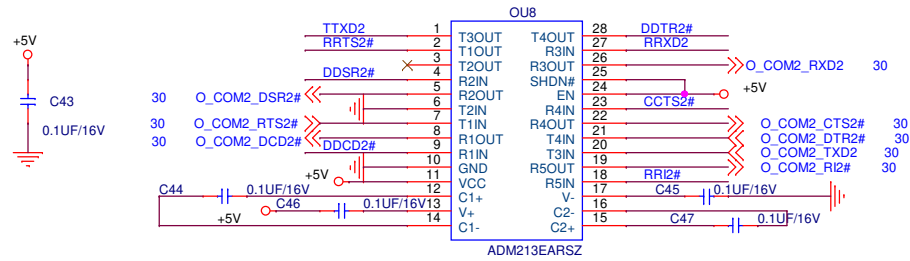 OU8
+5V
C43
0.1UF/16V
TTXD2 1 T3OUT T4OUT 28 DDTR2#
RRTS2# 2 T1OUT R3IN 27 RRXD2
3 T2OUT R3OUT 26 O_COM2_RXD2 30
DDSR2# 4 R2IN SHDN# 25
30 O_COM2_DSR2# 5 R2OUT EN 24 +5V
6 T2IN R4IN 23 CCTS2#
30 O_COM2_RTS2# 7 T1IN R4OUT 22 O_COM2_CTS2# 30
30 O_COM2_DCD2# 8 R1OUT T4IN 21 O_COM2_DTR2# 30
DDCD2# 9 R1IN T3IN 20 O_COM2_TXD2 30
10 GND R5OUT 19 O_COM2_RI2# 30
+5V 11 VCC R5IN 18 RRI2#
C44 0.1UF/16V 12 C1+ V- 17 C45 0.1UF/16V
+5V C46 0.1UF/16V 13 V+ C2- 16
14 C1- C2+ 15 C47 0.1UF/16V
ADM213EARSZ